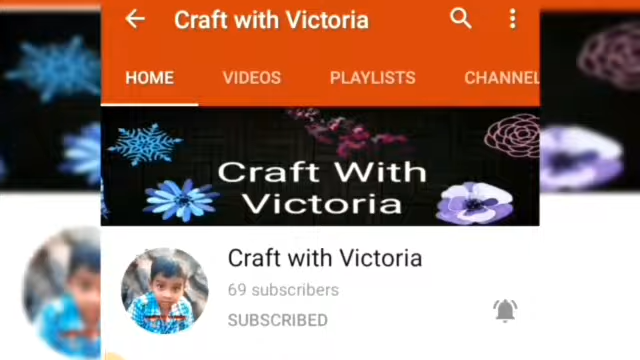 Craft with Victoria
HOME VIDEOS PLAYLISTS CHANNEL
Craft With
Victoria
Craft with Victoria
69 subscribers
SUBSCRIBED